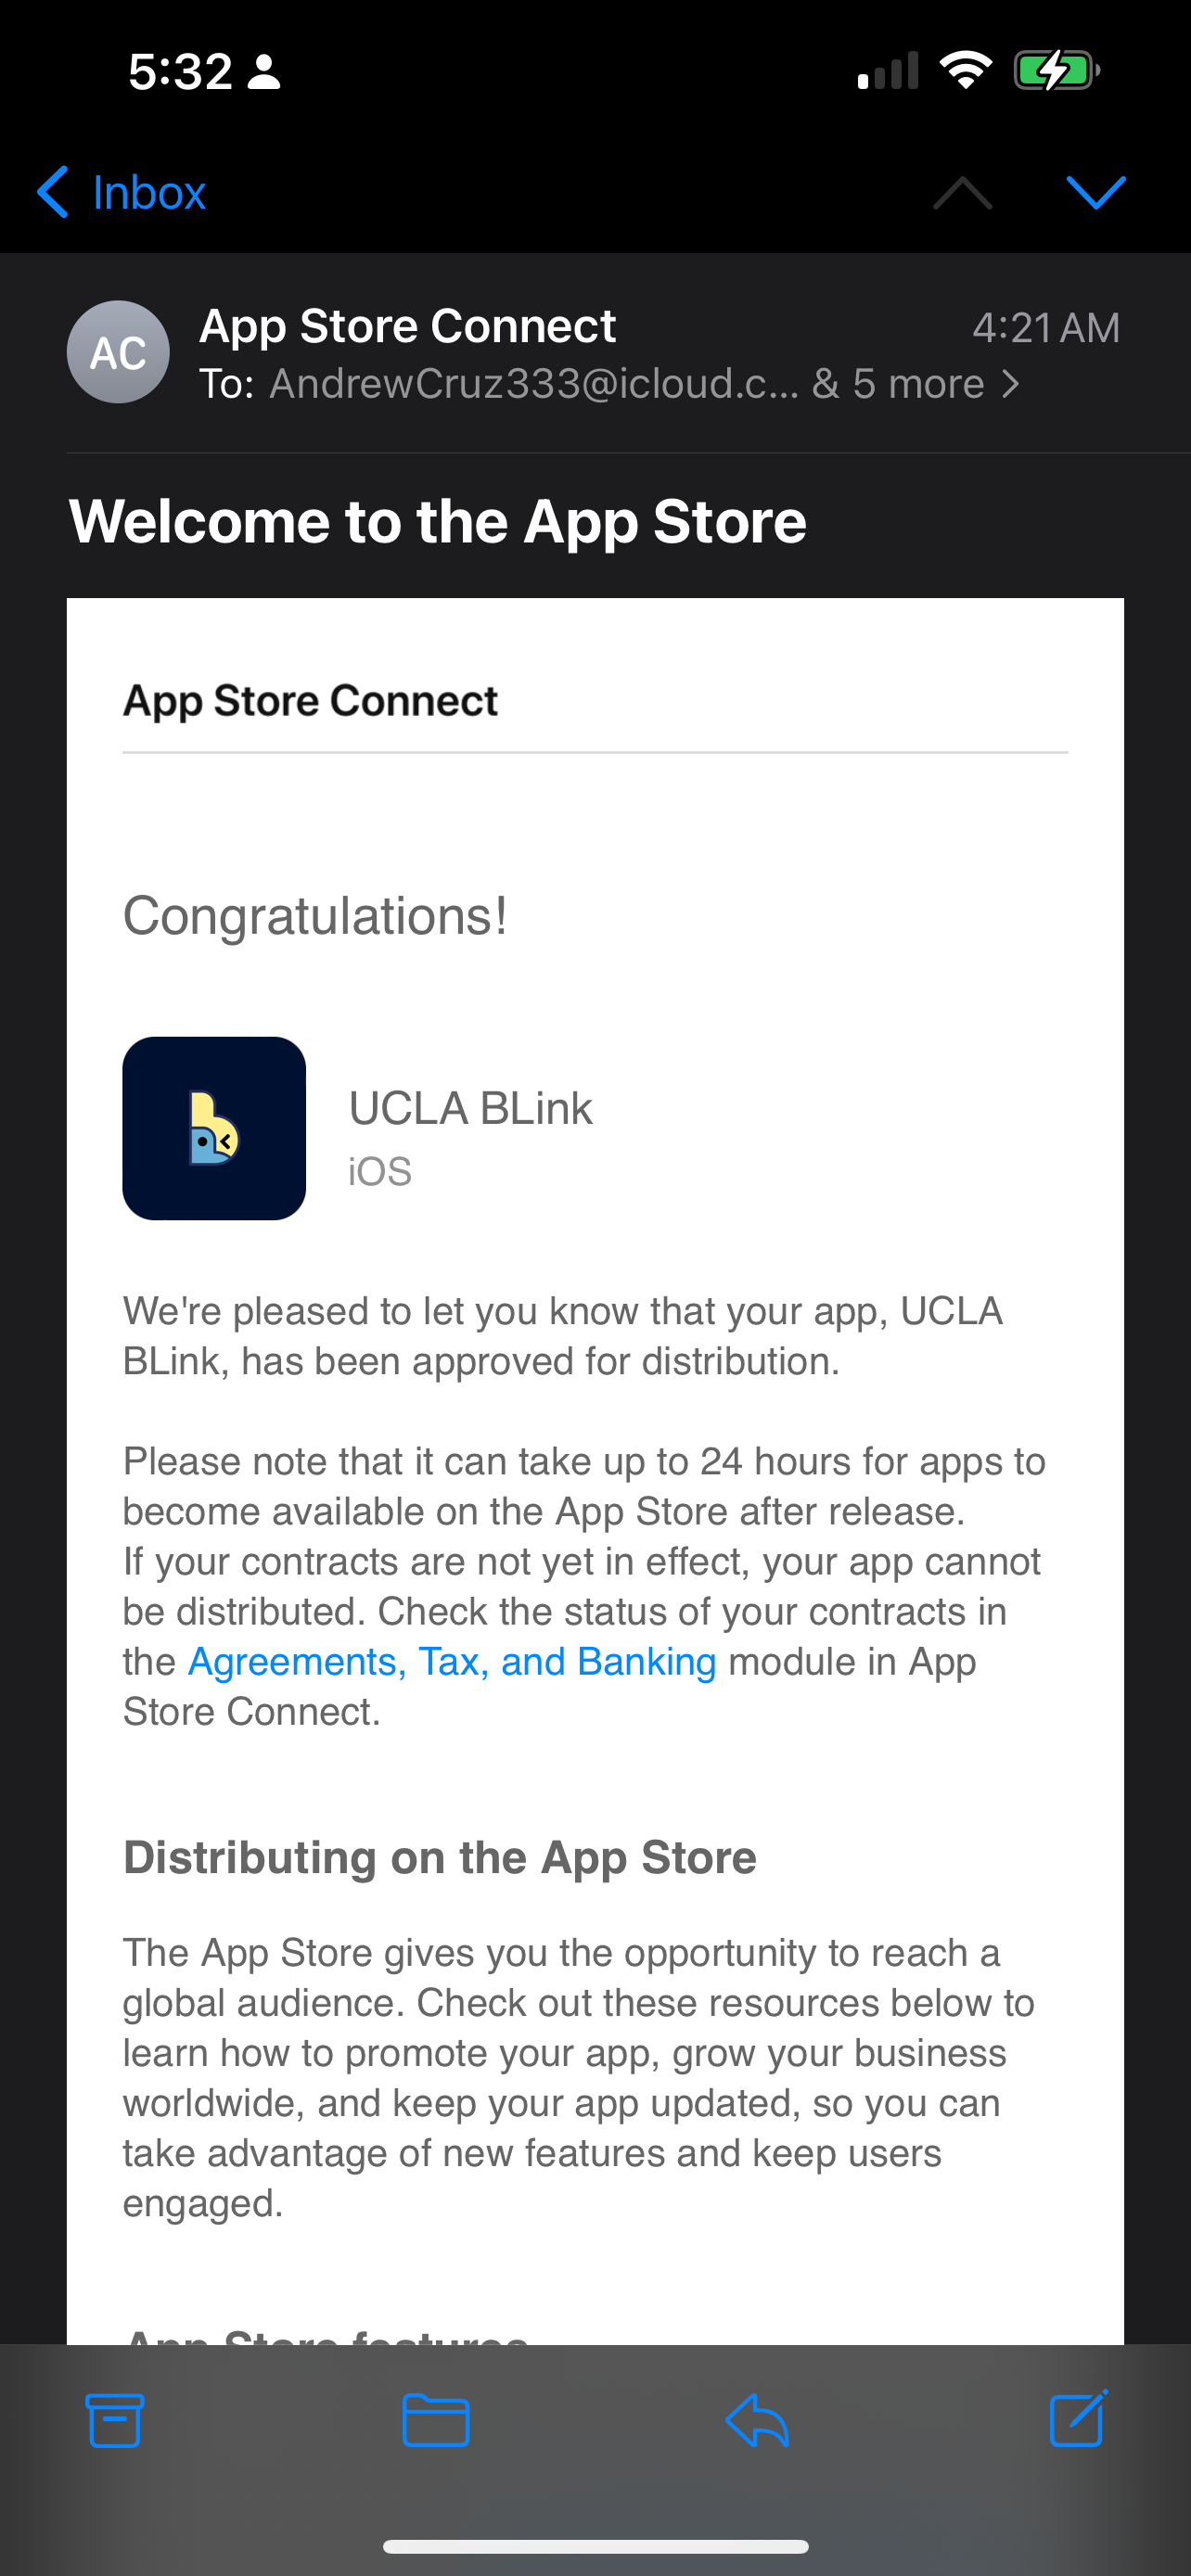 5:32
Inbox
AC
App Store Connect
4:21 AM
To: AndrewCruz333@icloud.c... & 5 more
Welcome to the App Store
App Store Connect
Congratulations!
UCLA BLink
iOS
We're pleased to let you know that your app, UCLA
BLink, has been approved for distribution.
Please note that it can take up to 24 hours for apps to
become available on the App Store after release.
If your contracts are not yet in effect, your app cannot
be distributed. Check the status of your contracts in
the Agreements, Tax, and Banking module in App
Store Connect.
Distributing on the App Store
The App Store gives you the opportunity to reach a
global audience. Check out these resources below to
learn how to promote your app, grow your business
worldwide, and keep your app updated, so you can
take advantage of new features and keep users
engaged.
App Store features